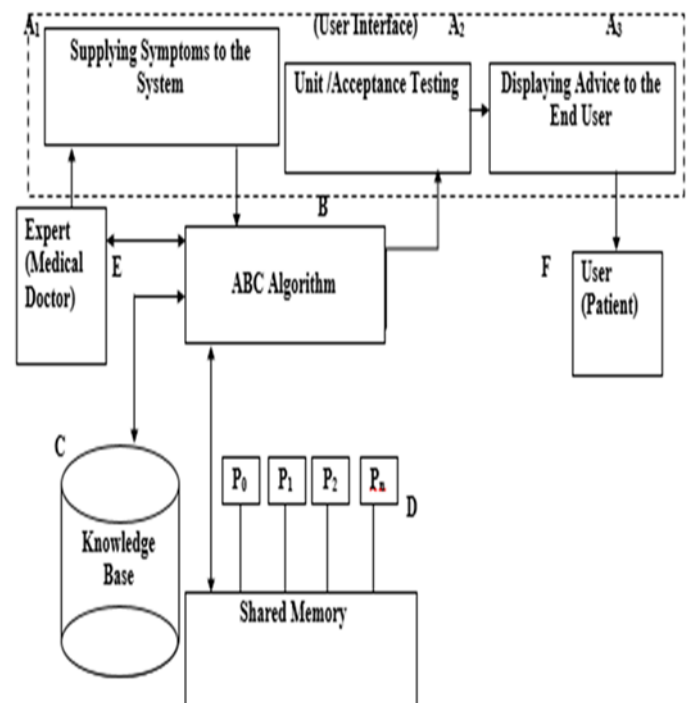 A₁
(User Interface)
A₂
A₃
Supplying Symptoms to the
System
Unit /Acceptance Testing
Displaying Advice to the
End User
B
Expert
(Medical
Doctor)
E
ABC Algorithm
F
User
(Patient)
C
Knowledge
Base
P₀
P₁
P₂
Pₙ
D
Shared Memory